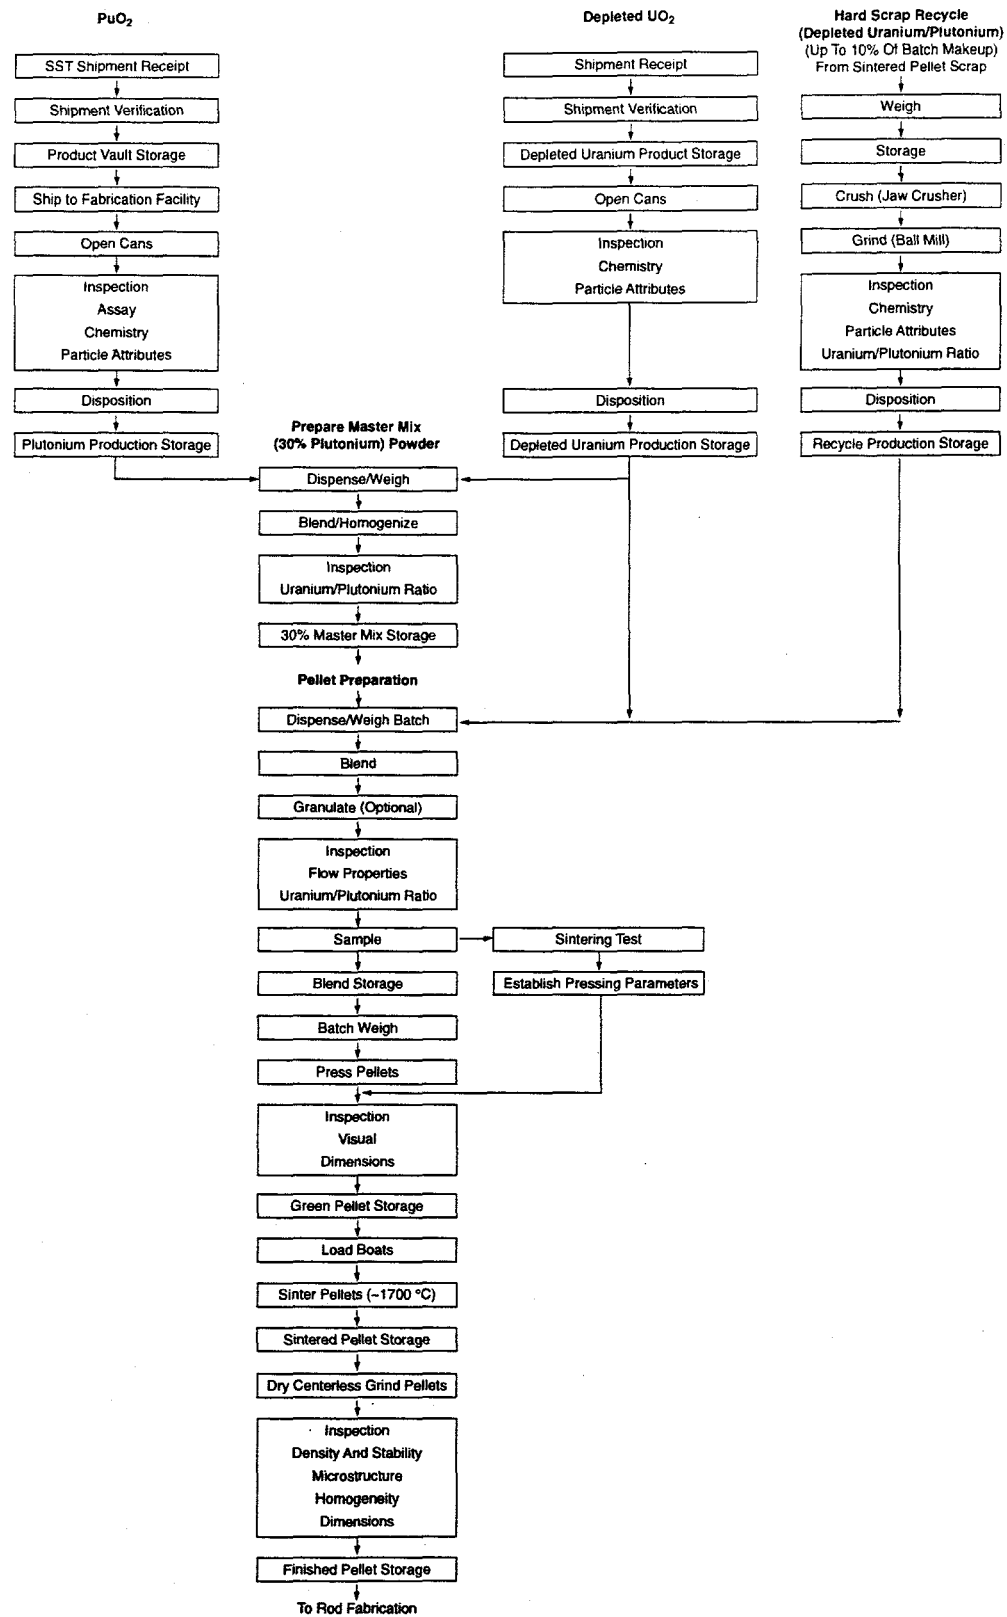 PuO₂
SST Shipment Receipt
Shipment Verification
Product Vault Storage
Ship to Fabrication Facility
Open Cans
Inspection
Assay
Chemistry
Particle Attributes
Disposition
Plutonium Production Storage
Depleted UO₂
Shipment Receipt
Shipment Verification
Depleted Uranium Product Storage
Open Cans
Inspection
Chemistry
Particle Attributes
Disposition
Depleted Uranium Production Storage
Hard Scrap Recycle
(Depleted Uranium/Plutonium)
(Up To 10% Of Batch Makeup)
From Sintered Pellet Scrap
Weigh
Storage
Crush (Jaw Crusher)
Grind (Ball Mill)
Inspection
Chemistry
Particle Attributes
Uranium/Plutonium Ratio
Disposition
Recycle Production Storage
Prepare Master Mix
(30% Plutonium) Powder
Dispense/Weigh
Blend/Homogenize
Inspection
Uranium/Plutonium Ratio
30% Master Mix Storage
Pellet Preparation
Dispense/Weigh Batch
Blend
Granulate (Optional)
Inspection
Flow Properties
Uranium/Plutonium Ratio
Sample
Sintering Test
Blend Storage
Establish Pressing Parameters
Batch Weigh
Press Pellets
Inspection
Visual
Dimensions
Green Pellet Storage
Load Boats
Sinter Pellets (~1700 °C)
Sintered Pellet Storage
Dry Centerless Grind Pellets
Inspection
Density And Stability
Microstructure
Homogeneity
Dimensions
Finished Pellet Storage
To Rod Fabrication